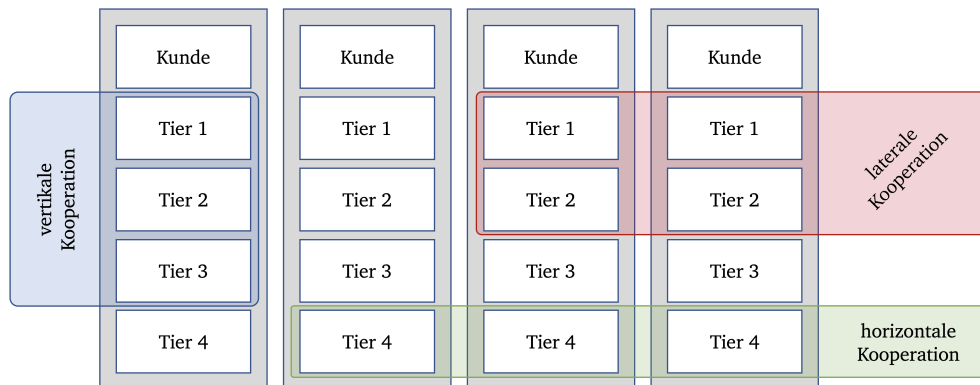 Kunde Kunde Kunde Kunde
Tier 1 Tier 1 Tier 1 Tier 1
Tier 2 Tier 2 Tier 2 Tier 2
Tier 3 Tier 3 Tier 3 Tier 3
Tier 4 Tier 4 Tier 4 Tier 4
vertikale
Kooperation
laterale
Kooperation
horizontale
Kooperation